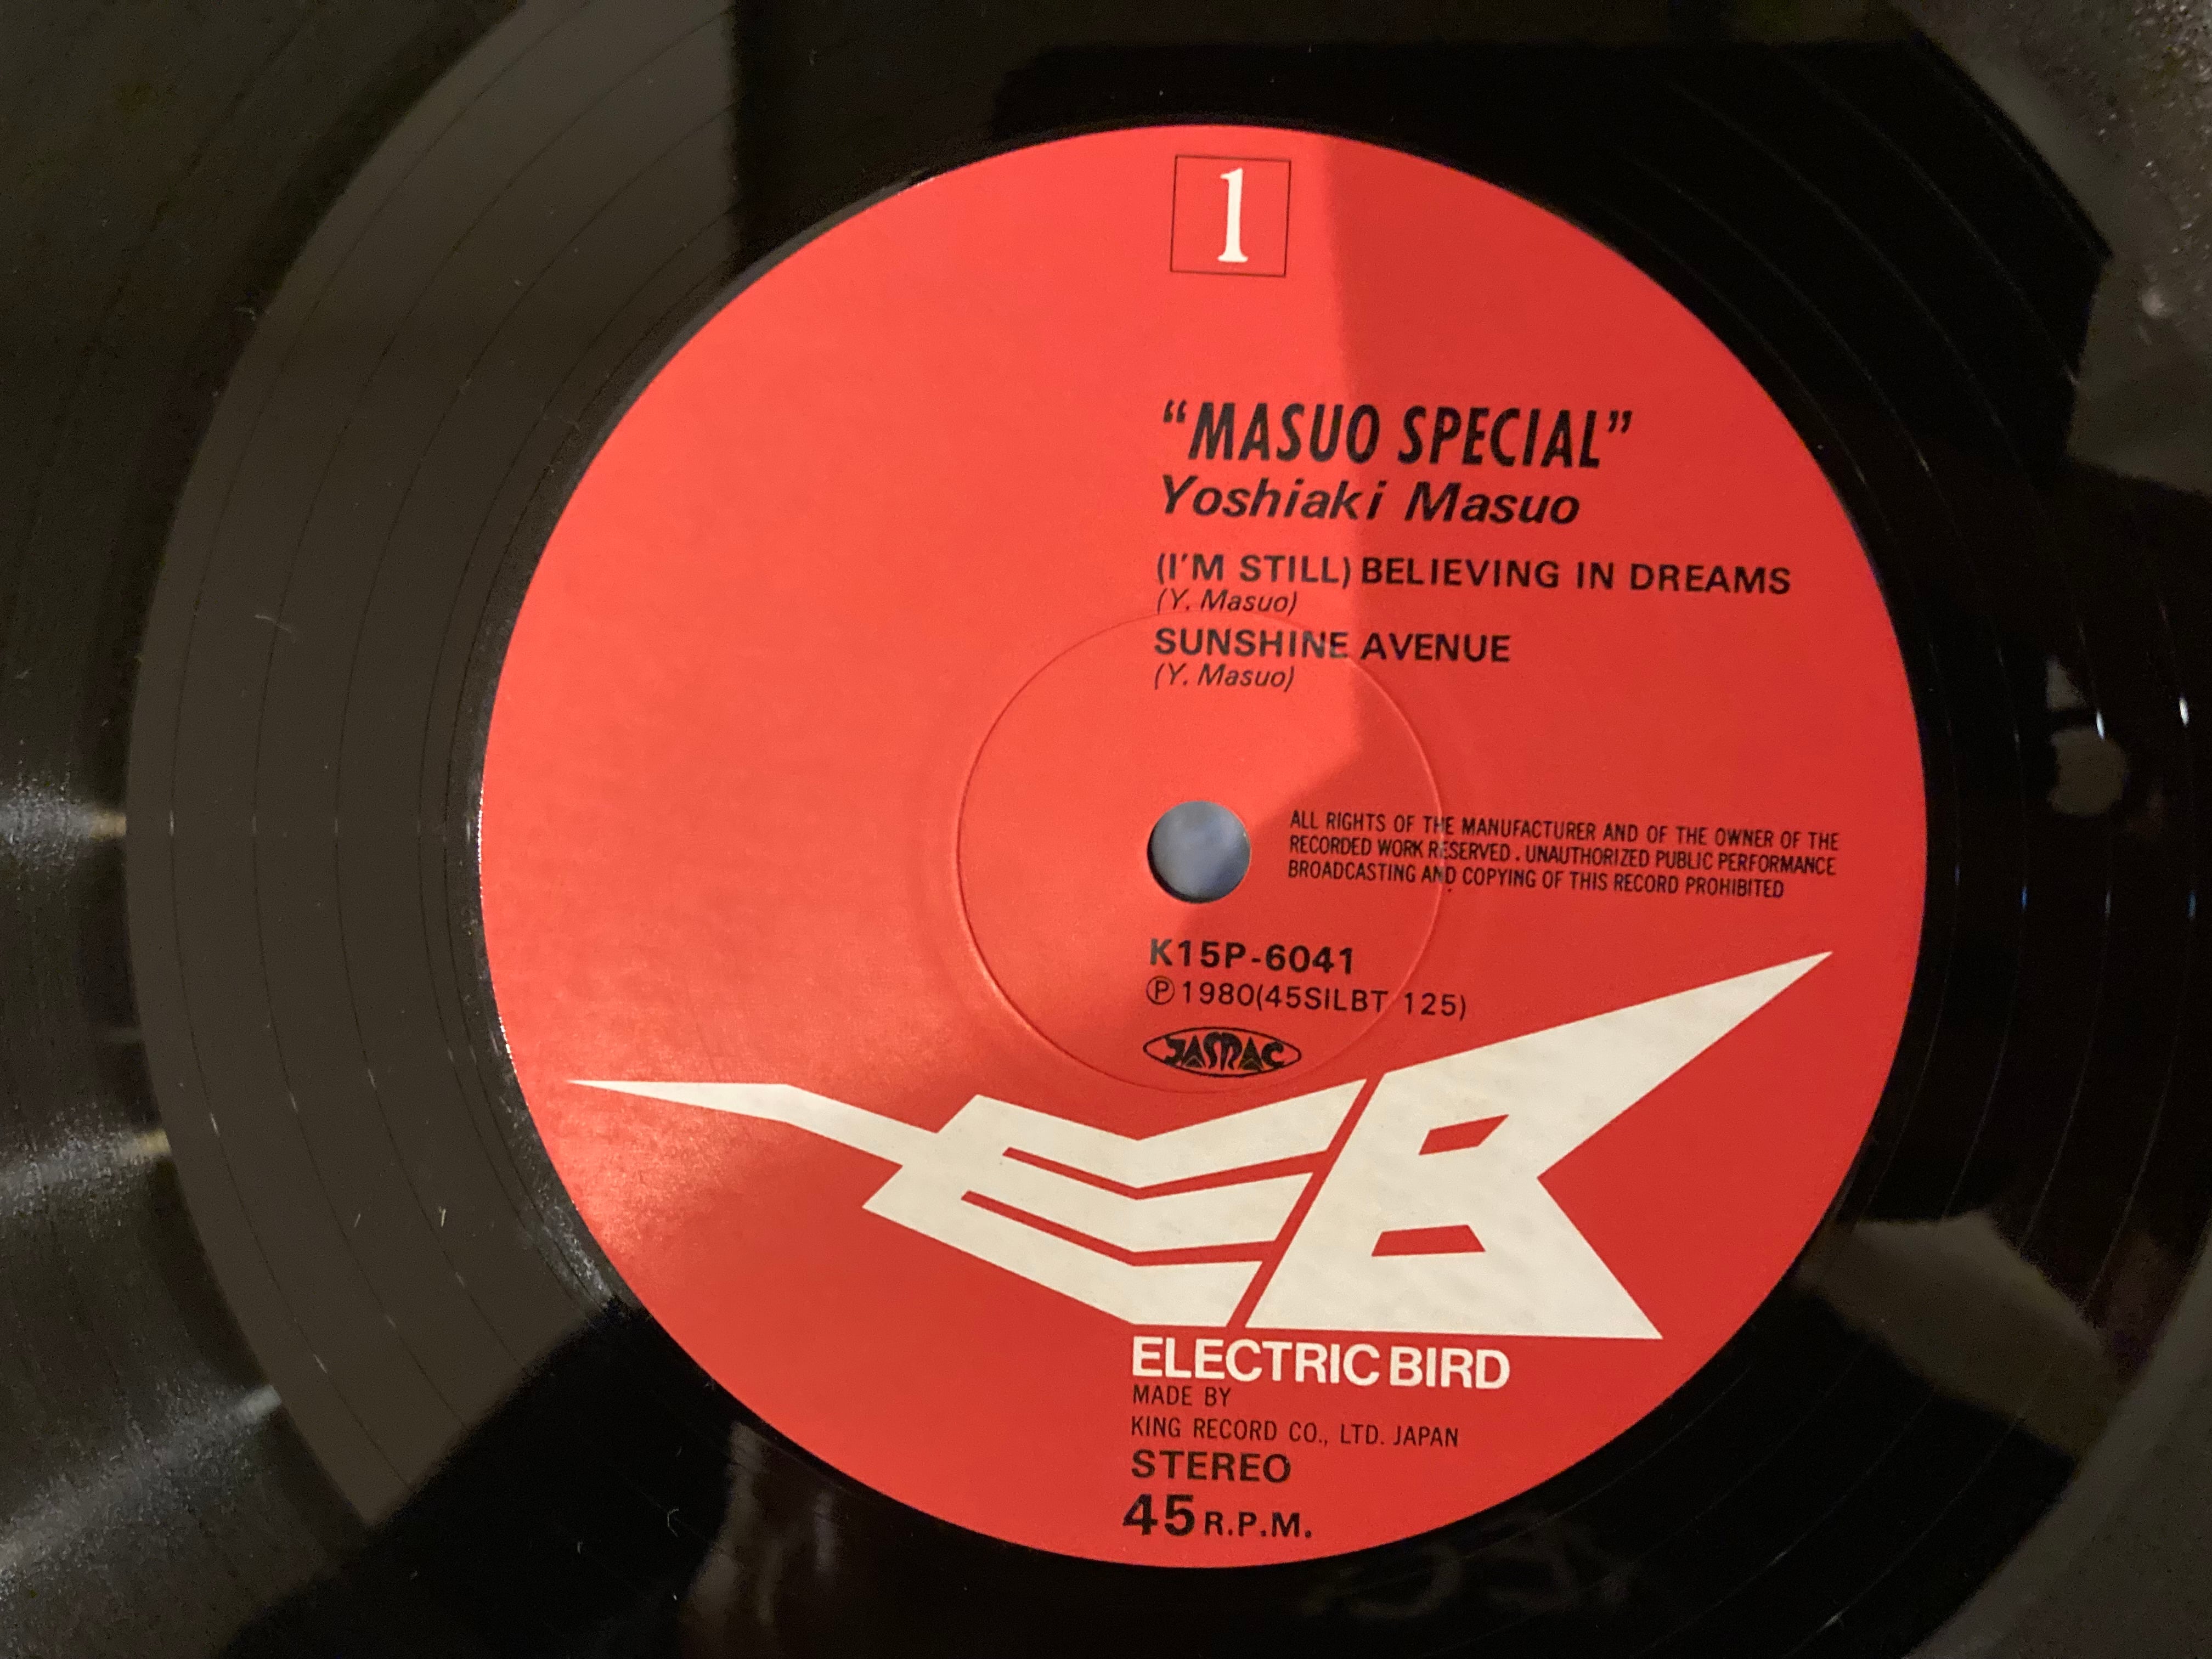 1
“MASUO SPECIAL”
Yoshiaki Masuo
(I'M STILL) BELIEVING IN DREAMS
(Y. Masuo)
SUNSHINE AVENUE
(Y. Masuo)
ALL RIGHTS OF THE MANUFACTURER AND OF THE OWNER OF THE
RECORDED WORK RESERVED. UNAUTHORIZED PUBLIC PERFORMANCE
BROADCASTING AND COPYING OF THIS RECORD PROHIBITED
K15P-6041
Ⓟ1980(45SILBT 125)
JASRAC
EB
ELECTRIC BIRD
MADE BY
KING RECORD CO., LTD. JAPAN
STEREO
45 R.P.M.